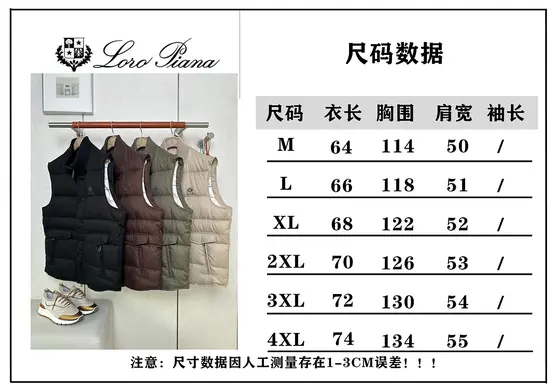 Loro Piana
尺码数据
尺码 衣长 胸围 肩宽 袖长
M 64 114 50 /
L 66 118 51 /
XL 68 122 52 /
2XL 70 126 53 /
3XL 72 130 54 /
4XL 74 134 55 /
注意：尺寸数据因人工测量存在1-3CM误差！！！